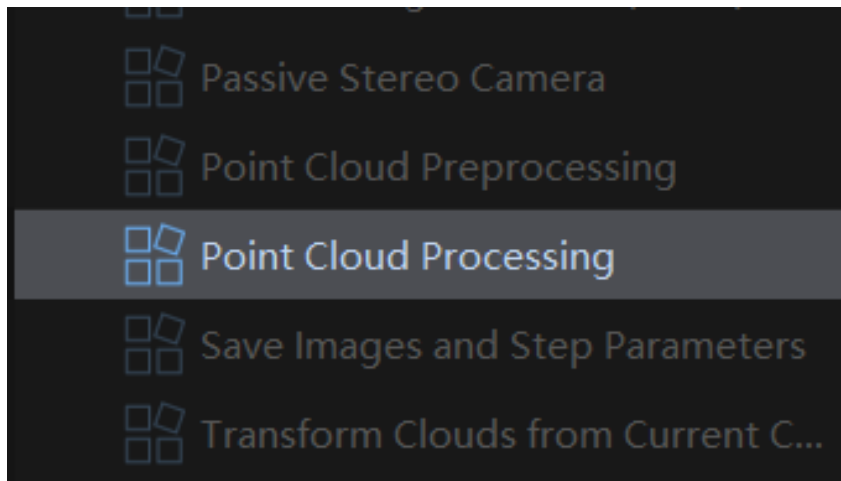 Passive Stereo Camera
Point Cloud Preprocessing
Point Cloud Processing
Save Images and Step Parameters
Transform Clouds from Current C...